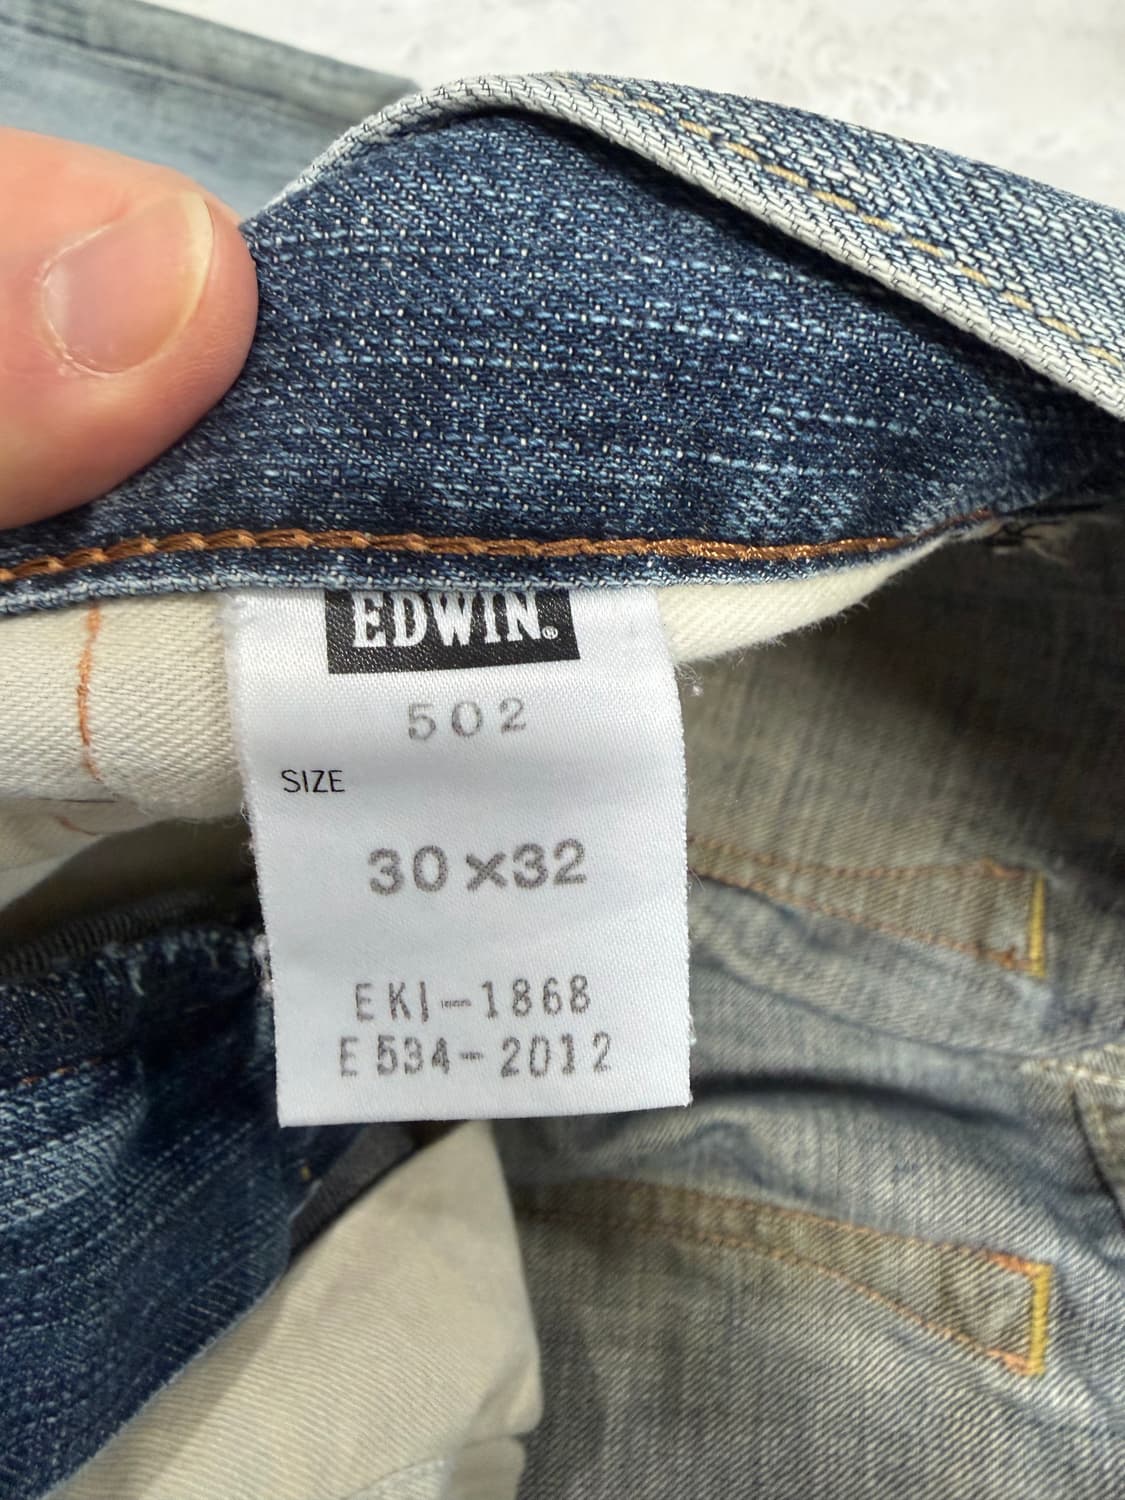 EDWIN®
502
SIZE
30×32
EKI-1868
E534-2012